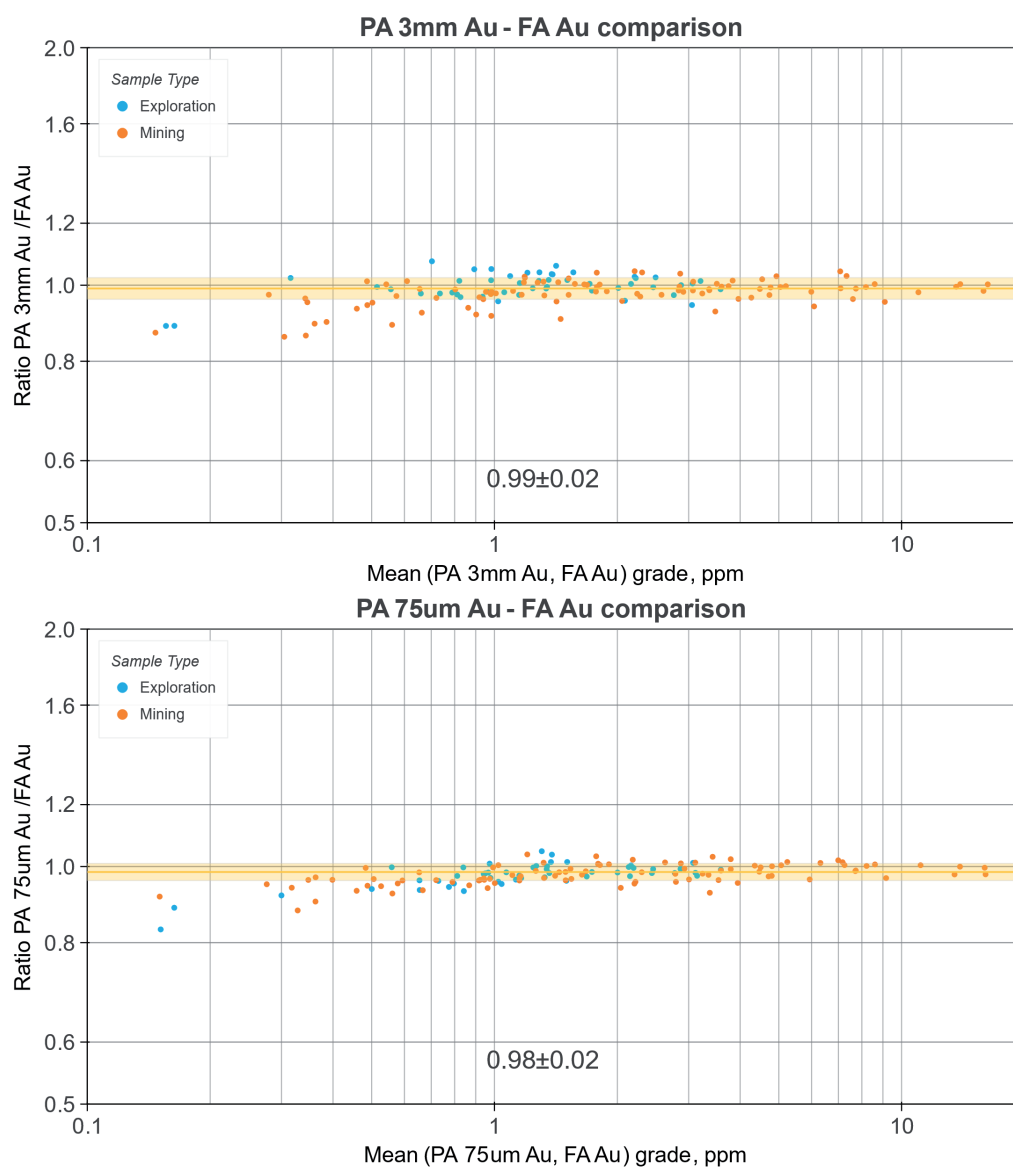 PA 3mm Au - FA Au comparison
2.0
Sample Type
Exploration
Mining
1.6
1.2
1.0
0.8
0.6
0.5
Ratio PA 3mm Au /FA Au
0.99±0.02
0.1
1
10
Mean (PA 3mm Au, FA Au) grade, ppm
PA 75um Au - FA Au comparison
2.0
Sample Type
Exploration
Mining
1.6
1.2
1.0
0.8
0.6
0.5
Ratio PA 75um Au /FA Au
0.98±0.02
0.1
1
10
Mean (PA 75um Au, FA Au) grade, ppm